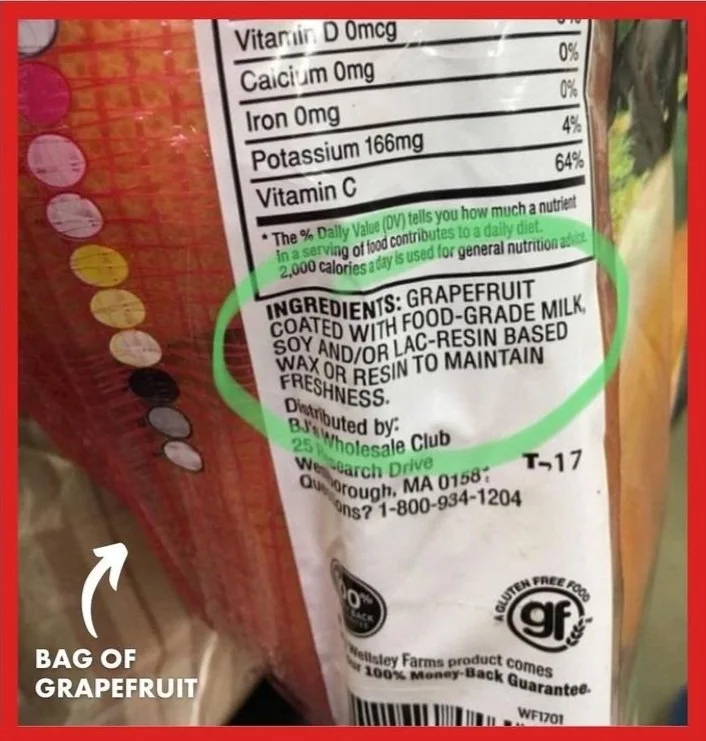 Vitamin D 0mcg
0%
Calcium 0mg
0%
Iron 0mg
4%
Potassium 166mg
64%
Vitamin C
* The % Daily Value (DV) tells you how much a nutrient
in a serving of food contributes to a daily diet.
2,000 calories a day is used for general nutrition advice.
INGREDIENTS: GRAPEFRUIT
COATED WITH FOOD-GRADE MILK,
SOY AND/OR LAC-RESIN BASED
WAX OR RESIN TO MAINTAIN
FRESHNESS.
Distributed by:
BJ's Wholesale Club
25 Drive
MA 0158
T-17
1-800-934-1204
A GLUTEN FREE FOOD
gf
Wellsley Farms product comes
100% Money-Back Guarantee.
WF1701
BAG OF
GRAPEFRUIT